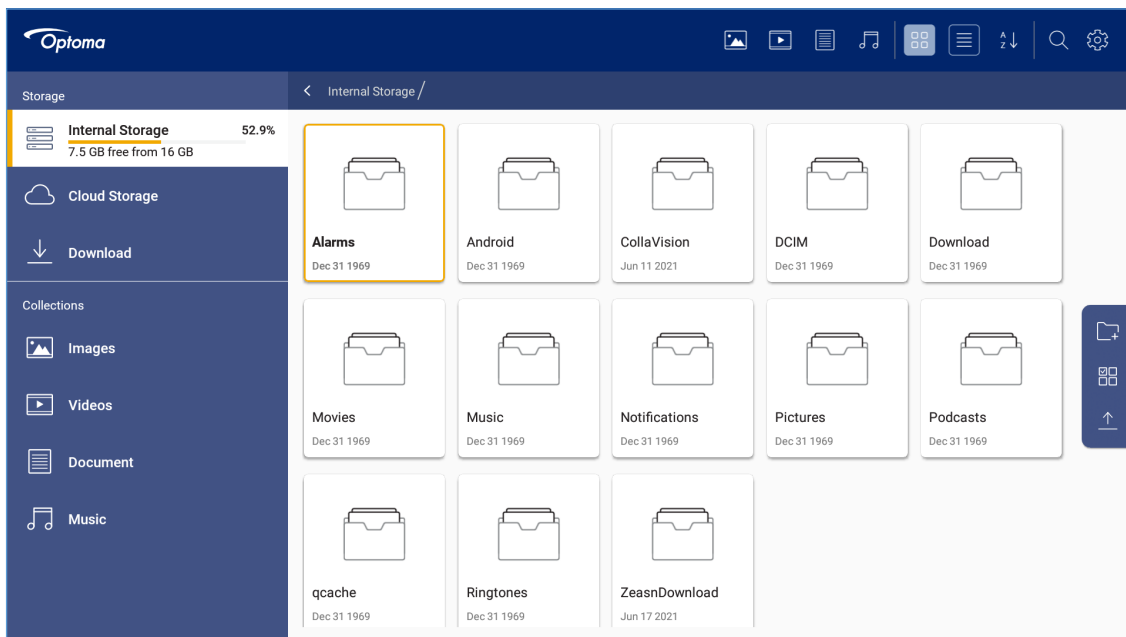 Optoma
A
Z
Storage
Internal Storage /
Internal Storage 52.9%
7.5 GB free from 16 GB
Cloud Storage
Download
Collections
Images
Videos
Document
Music
Alarms
Dec 31 1969
Android
Dec 31 1969
CollaVision
Jun 11 2021
DCIM
Dec 31 1969
Download
Dec 31 1969
Movies
Dec 31 1969
Music
Dec 31 1969
Notifications
Dec 31 1969
Pictures
Dec 31 1969
Podcasts
Dec 31 1969
qcache
Dec 31 1969
Ringtones
Dec 31 1969
ZeasnDownload
Jun 17 2021